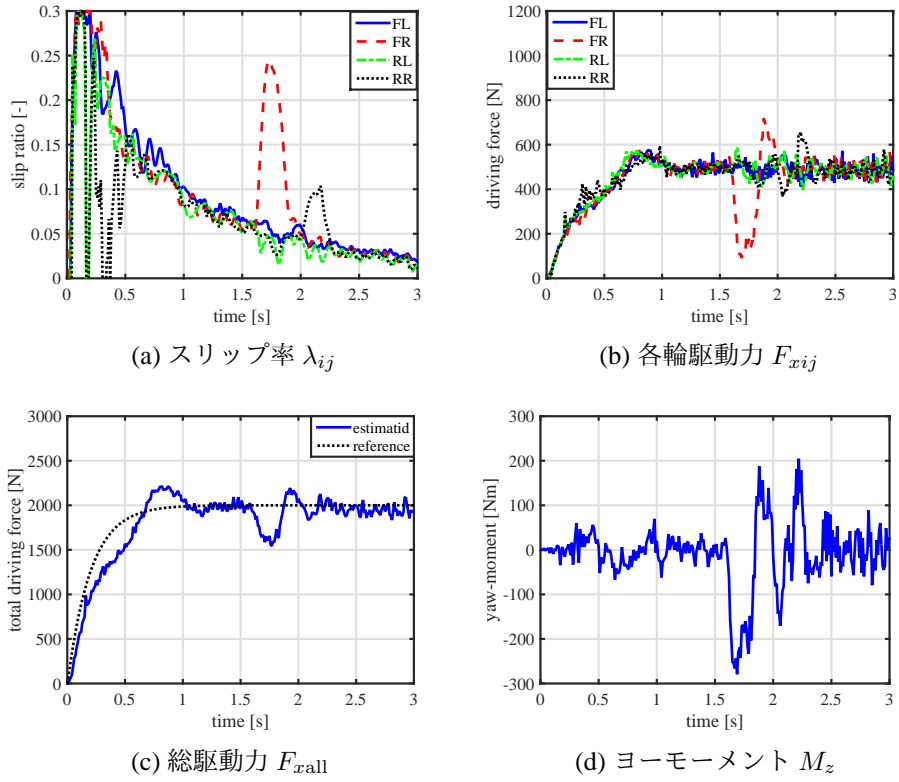 0.3
0.25
0.2
0.15
0.1
0.05
0
slip ratio [-]
0 0.5 1 1.5 2 2.5 3
time [s]
FL
FR
RL
RR
(a) スリップ率 λij
1200
1000
800
600
400
200
0
driving force [N]
0 0.5 1 1.5 2 2.5 3
time [s]
FL
FR
RL
RR
(b) 各輪駆動力 Fxij
3000
2500
2000
1500
1000
500
0
total driving force [N]
0 0.5 1 1.5 2 2.5 3
time [s]
estimatid
reference
(c) 総駆動力 Fxall
300
200
100
0
-100
-200
-300
yaw-moment [Nm]
0 0.5 1 1.5 2 2.5 3
time [s]
(d) ヨーモーメント Mz